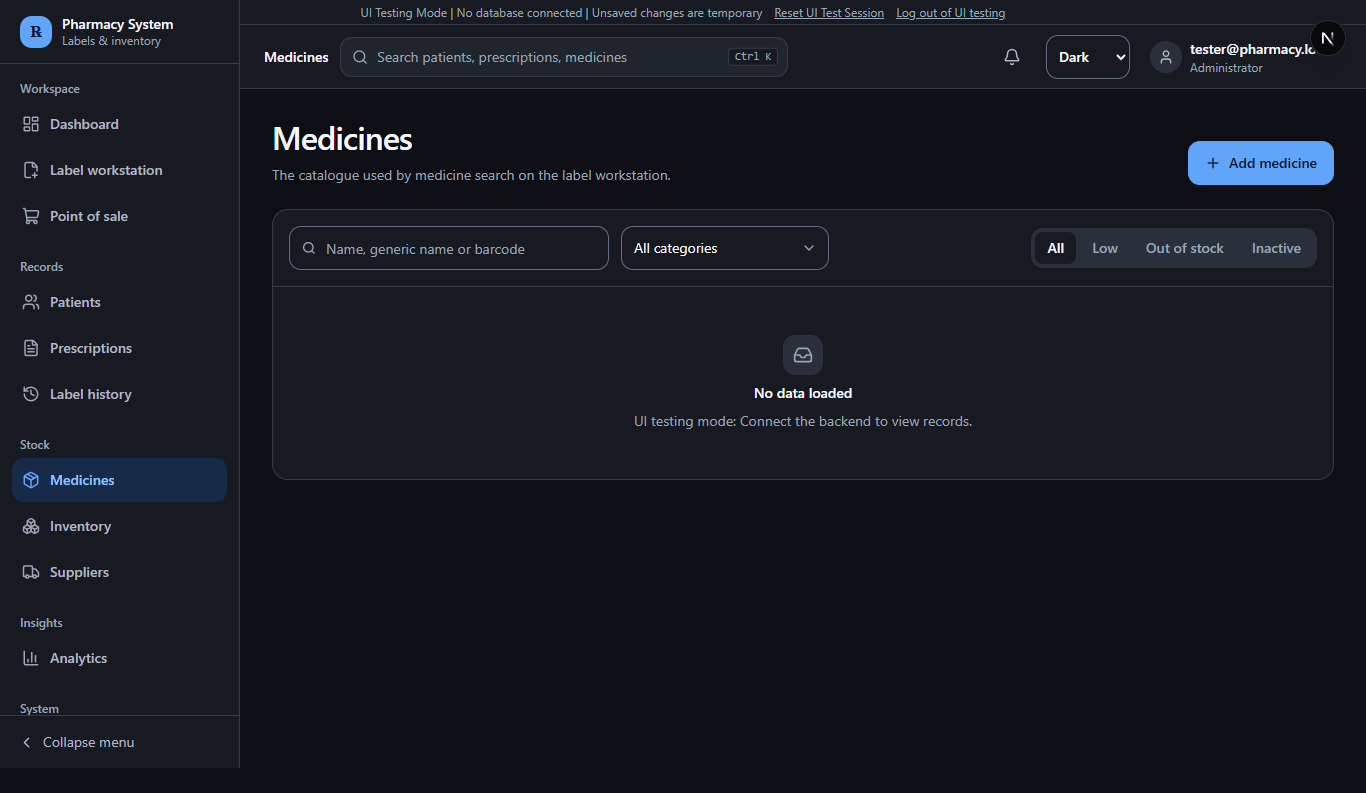 ℞
Pharmacy System
Labels & inventory
Workspace
Dashboard
Label workstation
Point of sale
Records
Patients
Prescriptions
Label history
Stock
Medicines
Inventory
Suppliers
Insights
Analytics
System
Collapse menu
UI Testing Mode | No database connected | Unsaved changes are temporary Reset UI Test Session Log out of UI testing
Medicines
Search patients, prescriptions, medicines
Ctrl K
Dark
tester@pharmacy.lo
Administrator
N
Medicines
The catalogue used by medicine search on the label workstation.
+ Add medicine
Name, generic name or barcode
All categories
All Low Out of stock Inactive
No data loaded
UI testing mode: Connect the backend to view records.